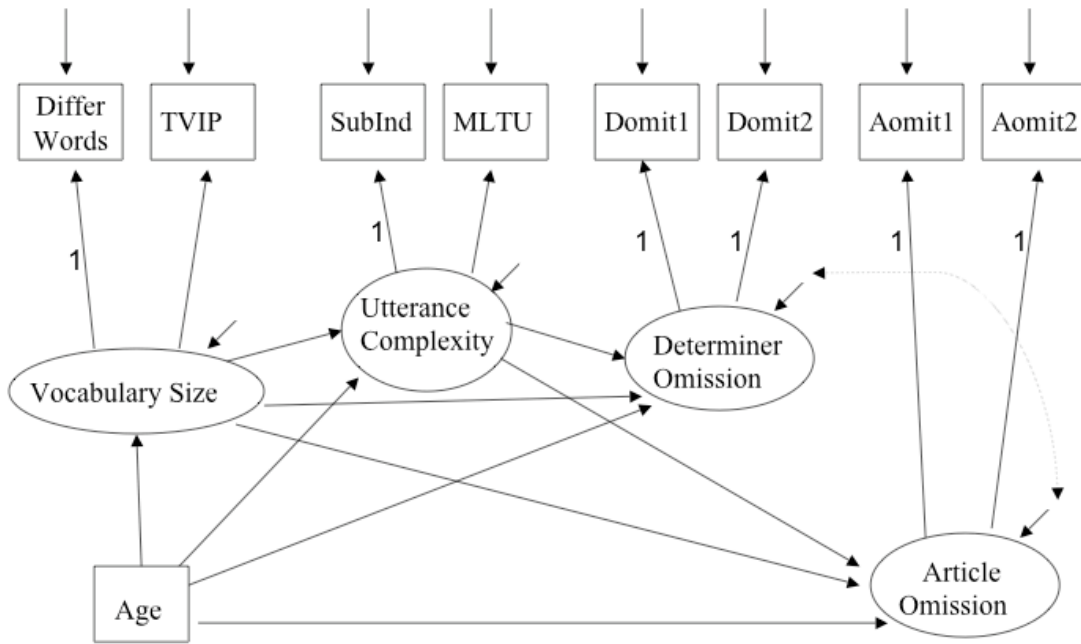 Differ
Words
TVIP
SubInd
MLTU
Domit1
Domit2
Aomit1
Aomit2
1
1
1
1
1
1
Utterance
Complexity
Determiner
Omission
Vocabulary Size
Article
Omission
Age